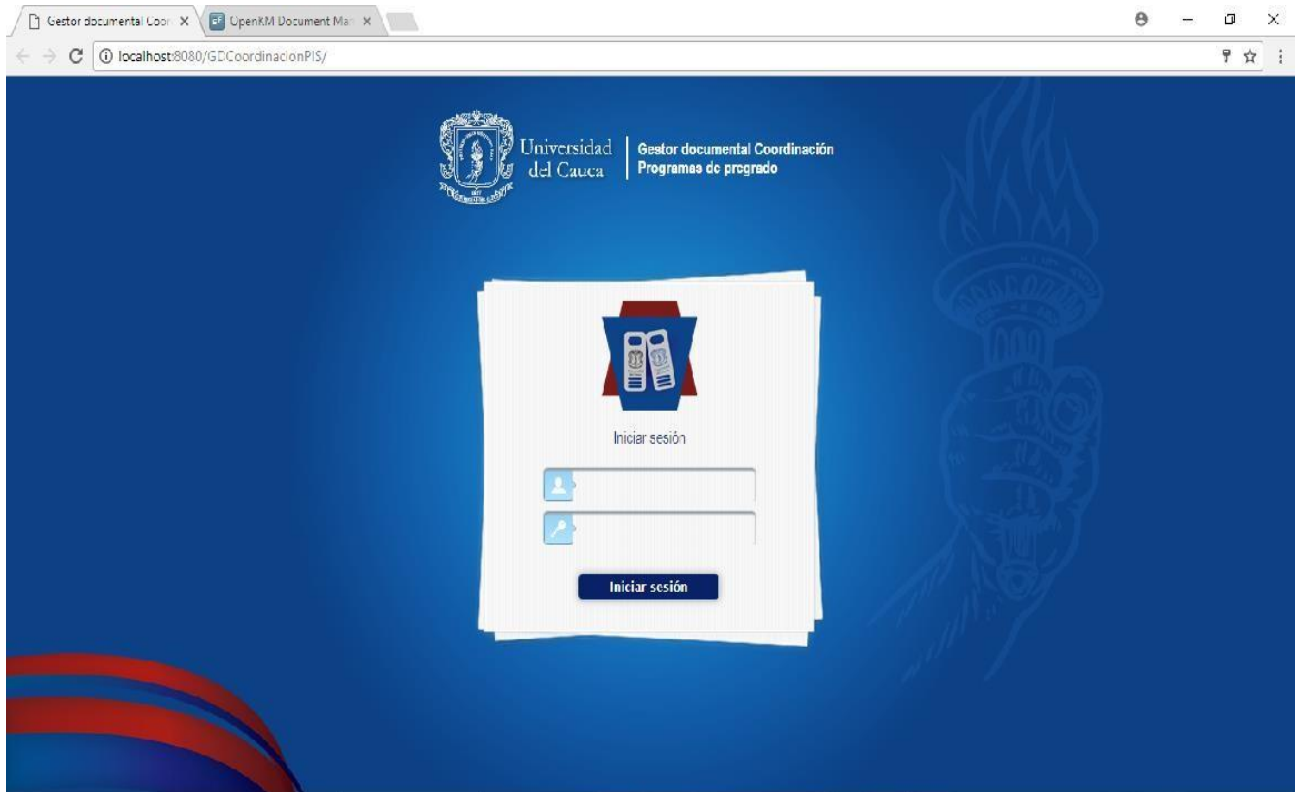 Gestor documental Coor
OpenKM Document Ma
localhost:8080/GDCoordinacionPIS/
Universidad
del Cauca
Gestor documental Coordinación
Programas de pregrado
Iniciar sesión
Iniciar sesión